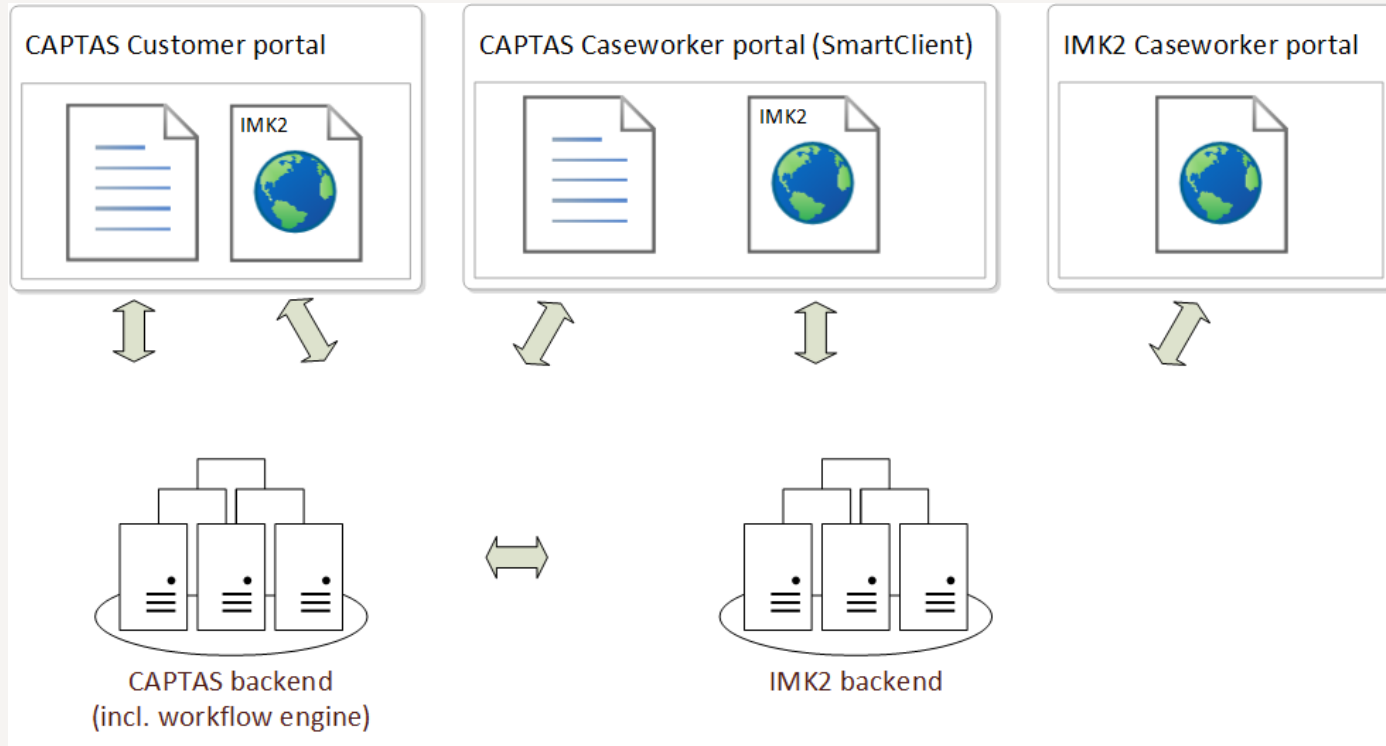 CAPTAS Customer portal
CAPTAS Caseworker portal (SmartClient)
IMK2 Caseworker portal
IMK2
IMK2
CAPTAS backend
(incl. workflow engine)
IMK2 backend